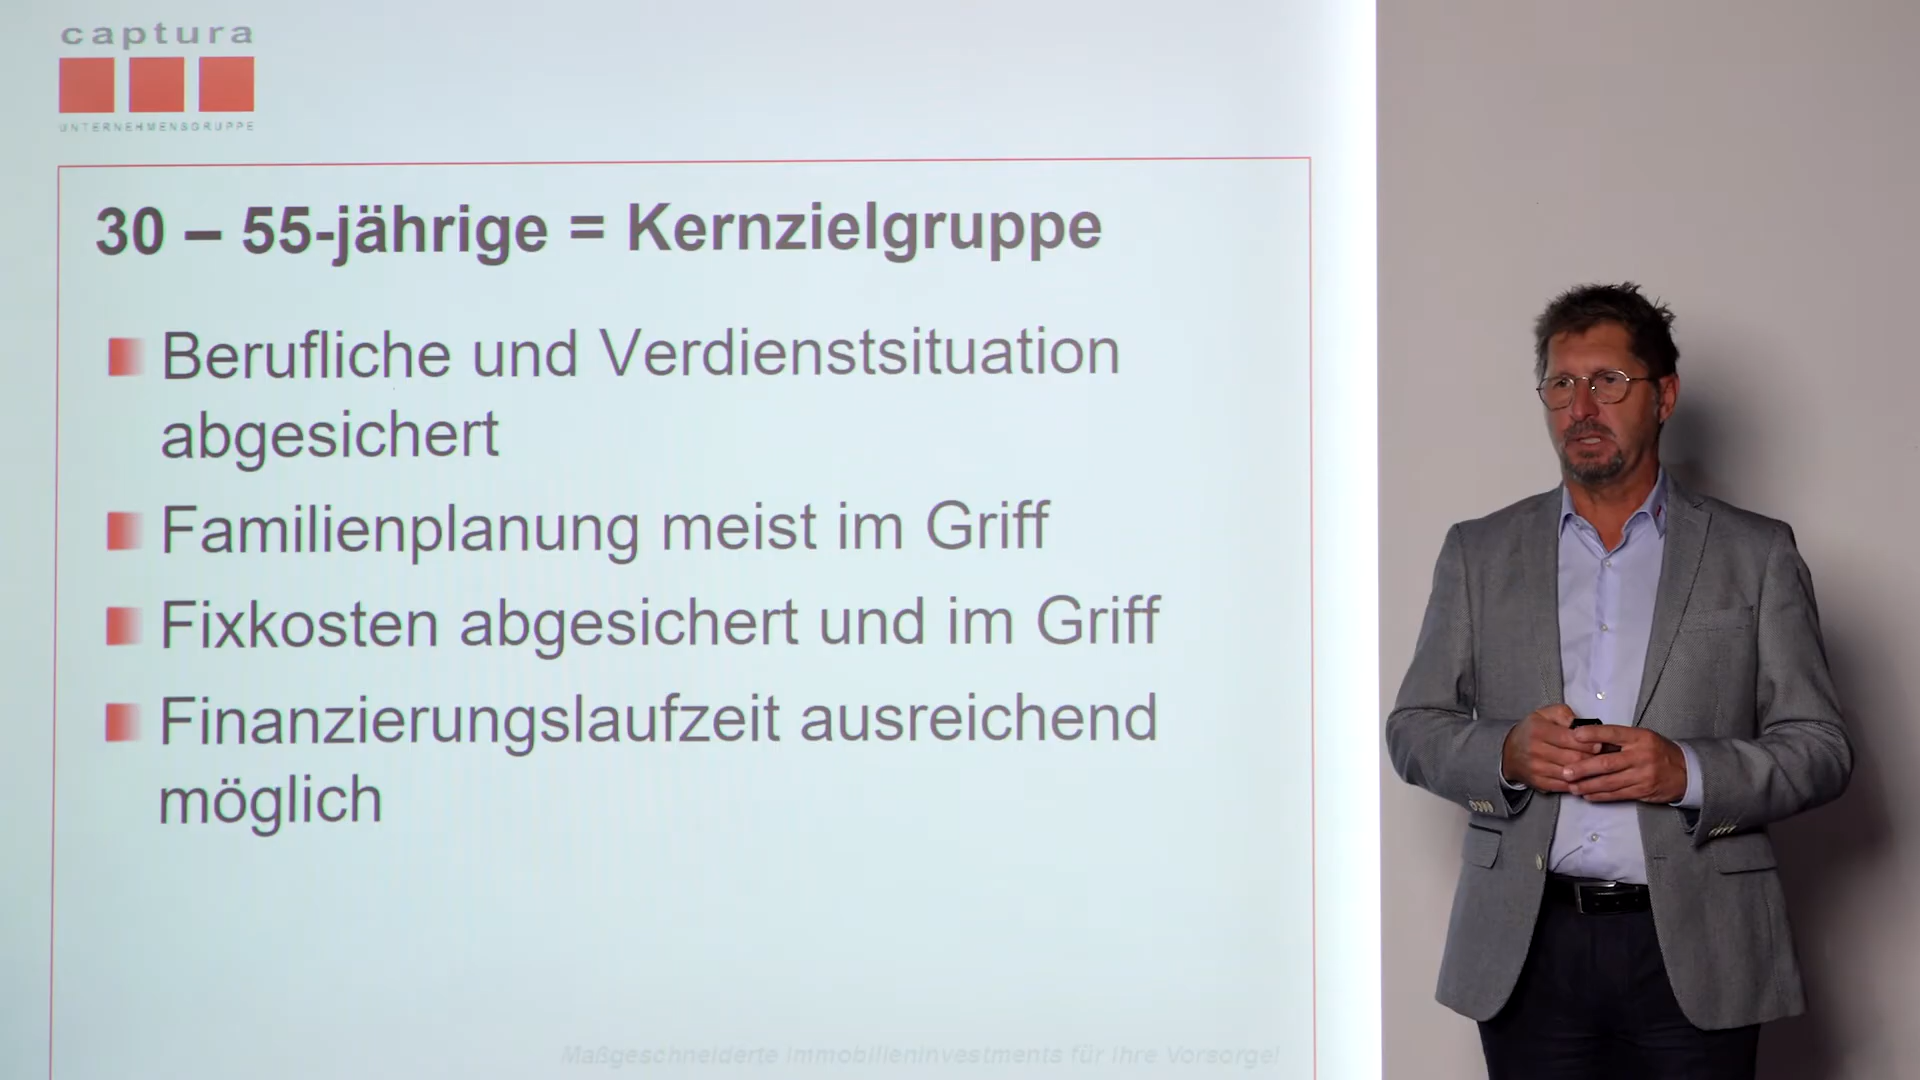 captura
UNTERNEHMENSGRUPPE
30 – 55-jährige = Kernzielgruppe
Berufliche und Verdienstsituation
abgesichert
Familienplanung meist im Griff
Fixkosten abgesichert und im Griff
Finanzierungslaufzeit ausreichend
möglich
Maßgeschneiderte Immobilieninvestments für Ihre Vorsorge!